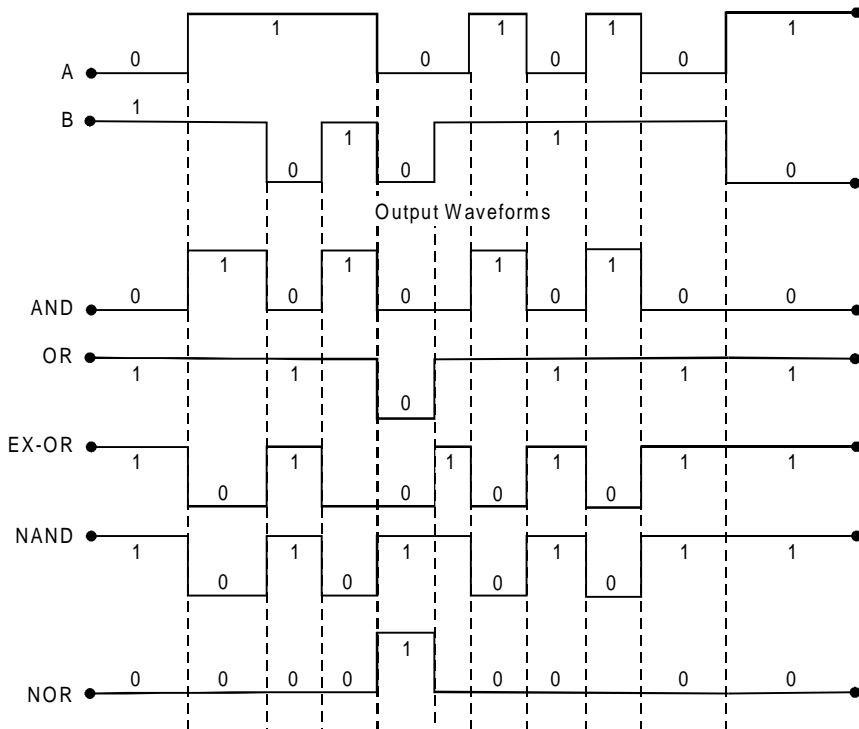 1 1 1 1
0 0 0 0
A
1
B
1 1
0 0 0
Output Waveforms
1 1 1 1
0 0 0 0 0 0
AND
OR
1 1 1 1 1
0
EX-OR
1 1 1 1 1 1
0 0 0 0
NAND
1 1 1 1 1 1
0 0 0 0
1
0 0 0 0 0 0 0 0
NOR